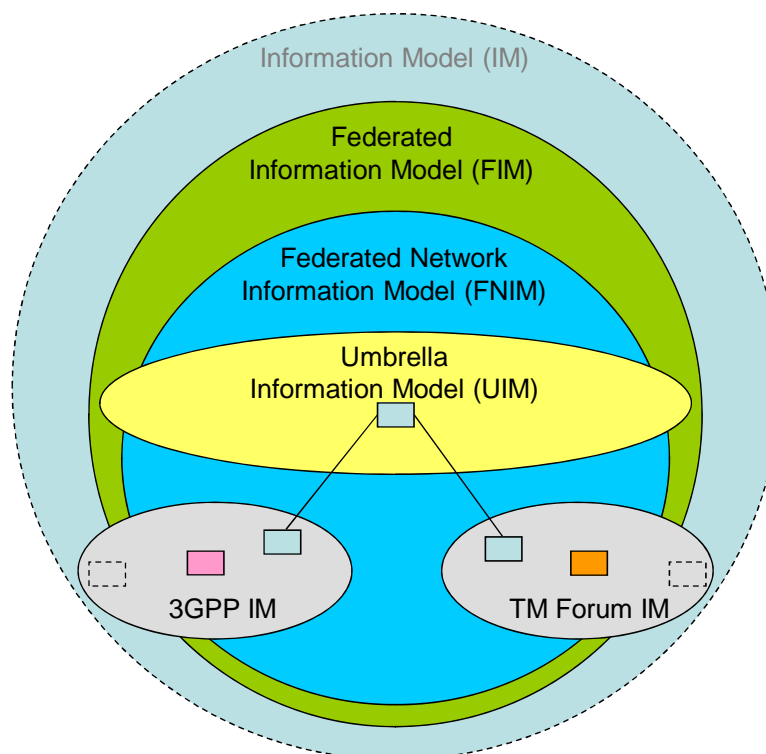 Information Model (IM)
Federated
Information Model (FIM)
Federated Network
Information Model (FNIM)
Umbrella
Information Model (UIM)
3GPP IM
TM Forum IM